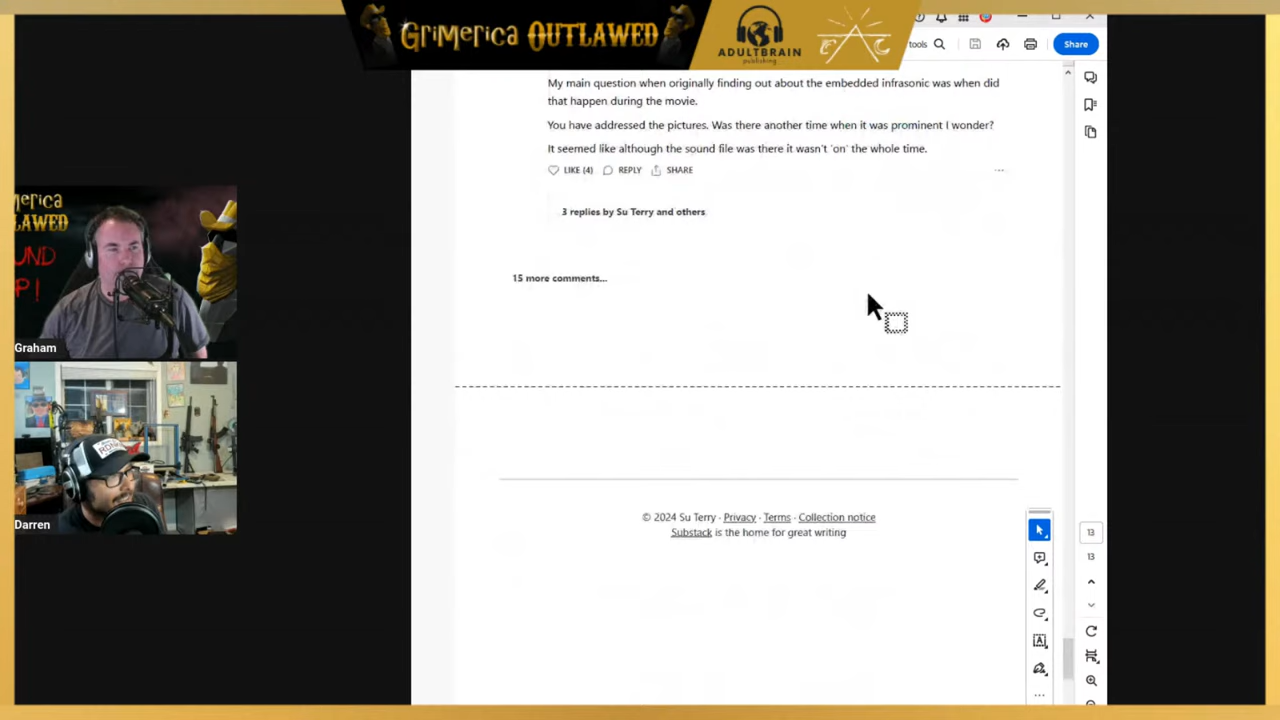 GRIMERICA OUTLAWED
ADULTBRAIN
publishing
tools
Share
My main question when originally finding out about the embedded infrasonic was when did
that happen during the movie.
You have addressed the pictures. Was there another time when it was prominent I wonder?
It seemed like although the sound file was there it wasn't 'on' the whole time.
LIKE (4) REPLY SHARE
3 replies by Su Terry and others
15 more comments...
merica
TLAWED
UND
P!
Graham
Darren
© 2024 Su Terry · Privacy · Terms · Collection notice
Substack is the home for great writing
13
13